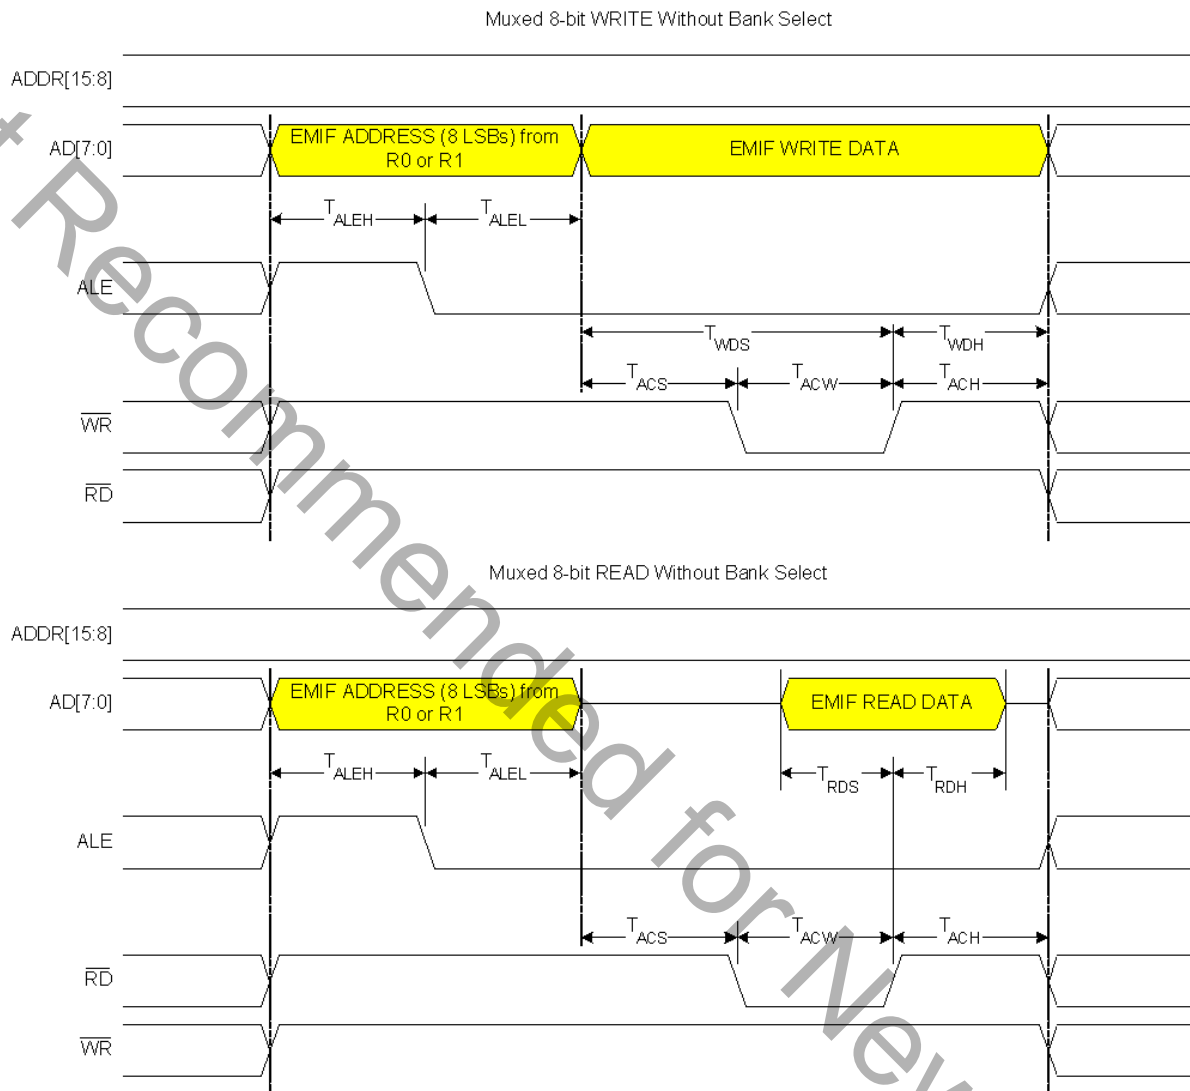 Muxed 8-bit WRITE Without Bank Select
ADDR[15:8]
AD[7:0]
EMIF ADDRESS (8 LSBs) from
R0 or R1
EMIF WRITE DATA
TALEH
TALEL
ALE
TWDS
TWDH
TACS
TACW
TACH
WR
RD
Muxed 8-bit READ Without Bank Select
ADDR[15:8]
AD[7:0]
EMIF ADDRESS (8 LSBs) from
R0 or R1
EMIF READ DATA
TALEH
TALEL
TRDS
TRDH
ALE
TACS
TACW
TACH
RD
WR
Recommended for New